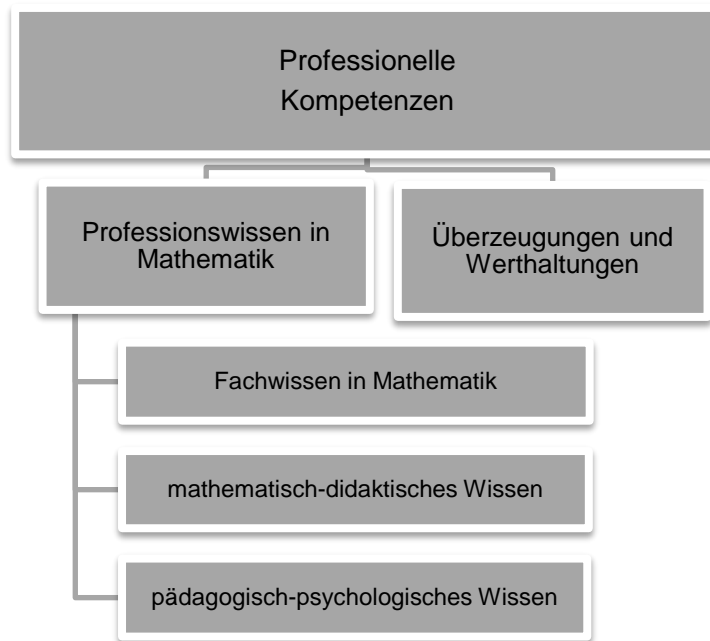 Professionelle
Kompetenzen
Professionswissen in
Mathematik
Überzeugungen und
Werthaltungen
Fachwissen in Mathematik
mathematisch-didaktisches Wissen
pädagogisch-psychologisches Wissen